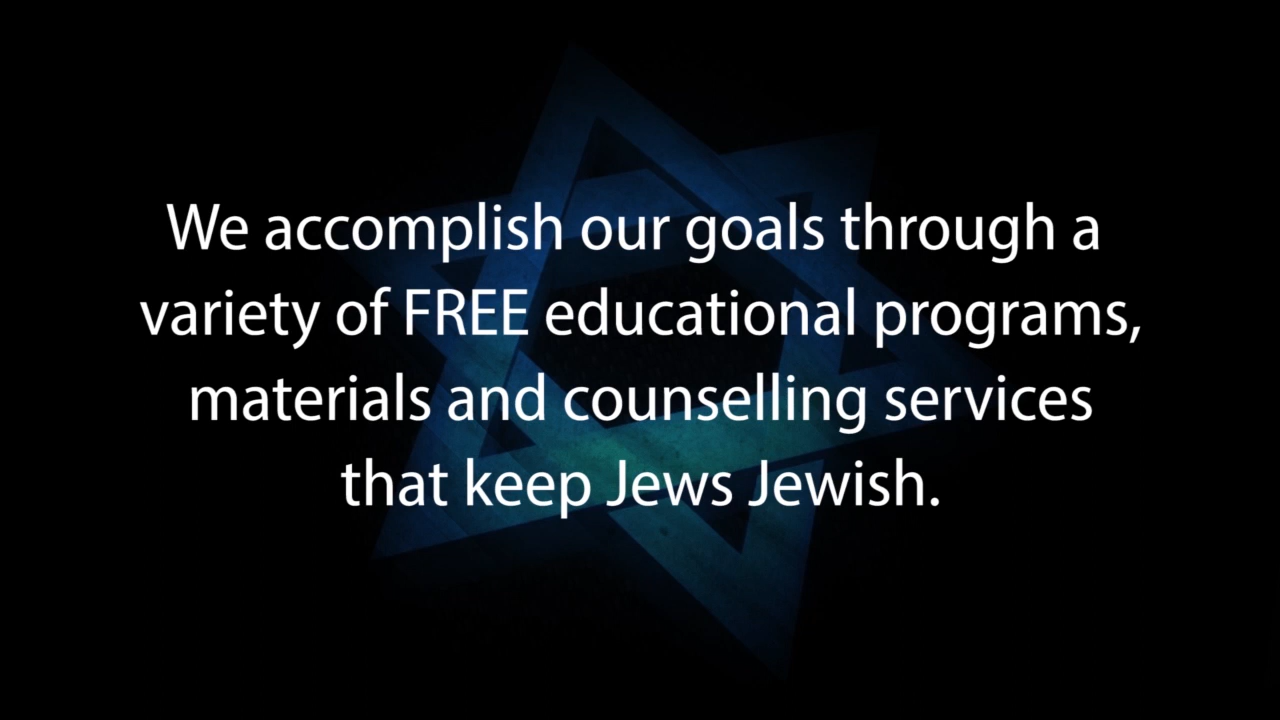 We accomplish our goals through a
variety of FREE educational programs,
materials and counselling services
that keep Jews Jewish.